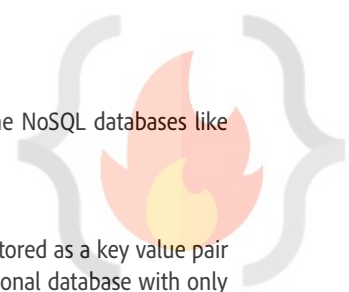 ne NoSQL databases like
tored as a key value pair
onal database with only